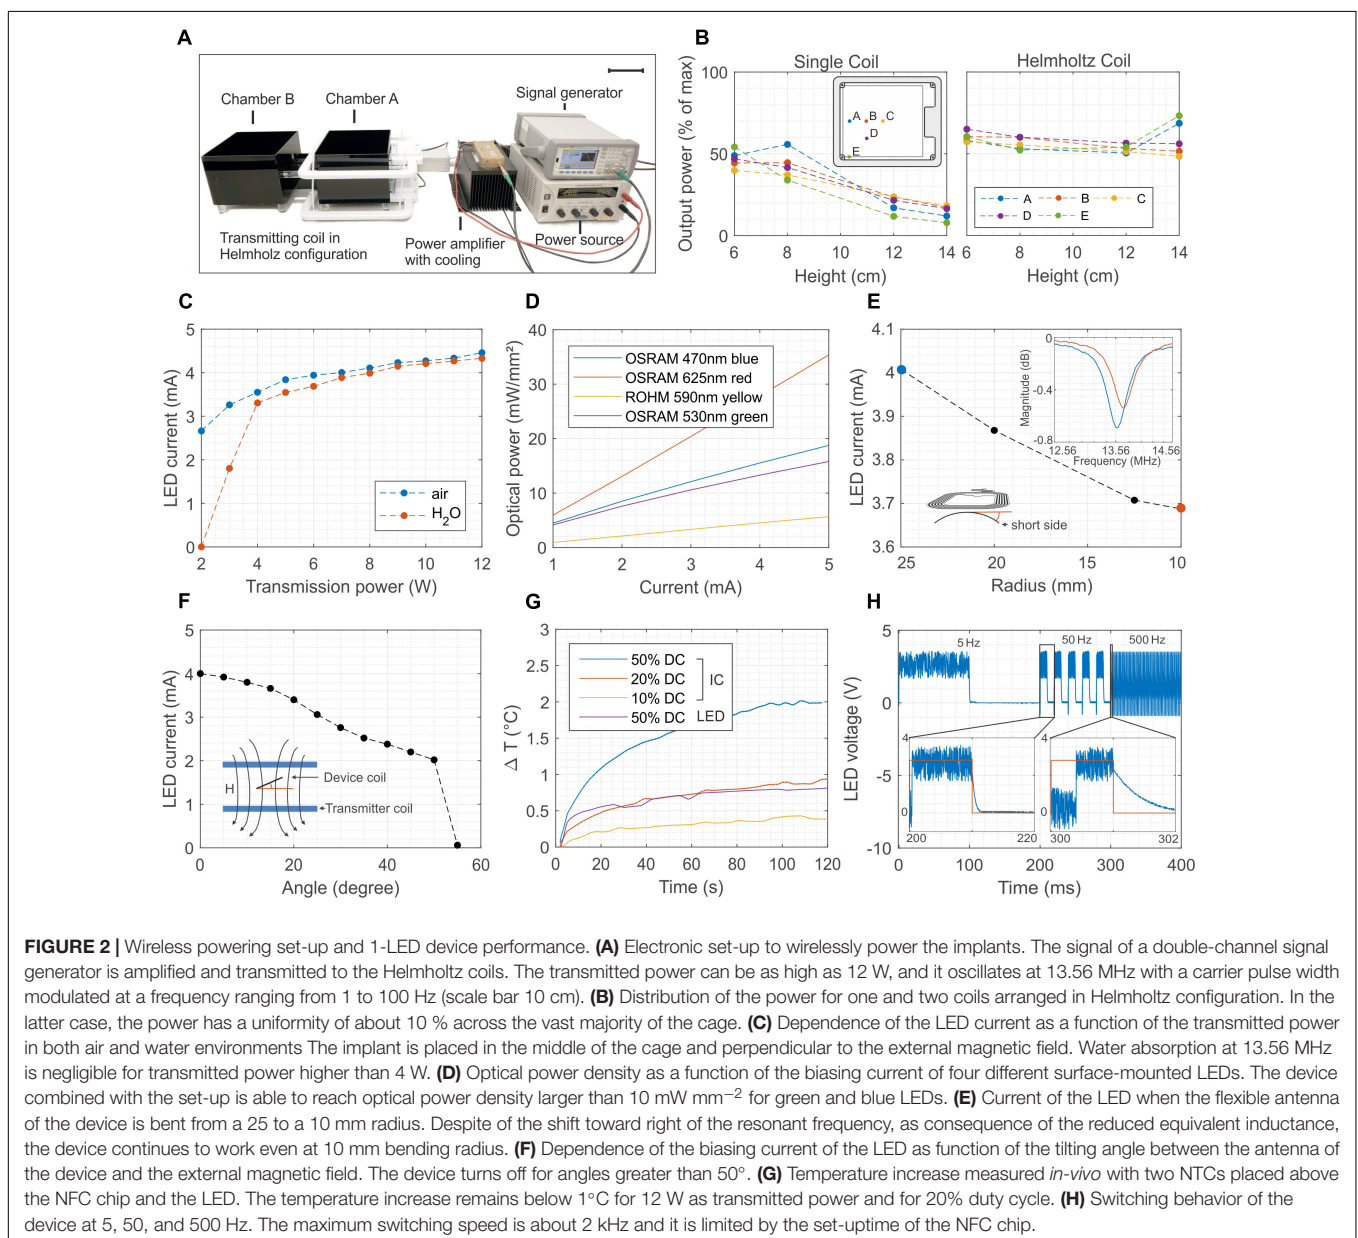 A
Chamber B
Chamber A
Signal generator
Transmitting coil in
Helmholz configuration
Power amplifier
with cooling
Power source
B
Single Coil
Helmholtz Coil
Output power (% of max)
100
50
0
A
B
C
D
E
6
8
10
12
14
Height (cm)
A
B
C
D
E
6
8
10
12
14
Height (cm)
C
LED current (mA)
5
4
3
2
1
0
air
H2O
2
4
6
8
10
12
Transmission power (W)
D
Optical power (mW/mm²)
40
30
20
10
0
OSRAM 470nm blue
OSRAM 625nm red
ROHM 590nm yellow
OSRAM 530nm green
1
2
3
4
5
Current (mA)
E
LED current (mA)
4.1
4
3.9
3.8
3.7
3.6
Magnitude (dB)
0
-0.4
-0.8
12.56
13.56
14.56
Frequency (MHz)
short side
25
20
15
10
Radius (mm)
F
LED current (mA)
5
4
3
2
1
0
H
Device coil
Transmitter coil
0
20
40
60
Angle (degree)
G
Δ T (°C)
3
2.5
2
1.5
1
0.5
0
50% DC
20% DC
10% DC
IC
50% DC
LED
0
20
40
60
80
100
120
Time (s)
H
LED voltage (V)
5
0
-5
-10
5 Hz
50 Hz
500 Hz
4
0
200
220
4
0
300
302
0
100
200
300
400
Time (ms)
FIGURE 2 | Wireless powering set-up and 1-LED device performance. (A) Electronic set-up to wirelessly power the implants. The signal of a double-channel signal
generator is amplified and transmitted to the Helmholtz coils. The transmitted power can be as high as 12 W, and it oscillates at 13.56 MHz with a carrier pulse width
modulated at a frequency ranging from 1 to 100 Hz (scale bar 10 cm). (B) Distribution of the power for one and two coils arranged in Helmholtz configuration. In the
latter case, the power has a uniformity of about 10 % across the vast majority of the cage. (C) Dependence of the LED current as a function of the transmitted power
in both air and water environments The implant is placed in the middle of the cage and perpendicular to the external magnetic field. Water absorption at 13.56 MHz
is negligible for transmitted power higher than 4 W. (D) Optical power density as a function of the biasing current of four different surface-mounted LEDs. The device
combined with the set-up is able to reach optical power density larger than 10 mW mm−2 for green and blue LEDs. (E) Current of the LED when the flexible antenna
of the device is bent from a 25 to a 10 mm radius. Despite of the shift toward right of the resonant frequency, as consequence of the reduced equivalent inductance,
the device continues to work even at 10 mm bending radius. (F) Dependence of the biasing current of the LED as function of the tilting angle between the antenna of
the device and the external magnetic field. The device turns off for angles greater than 50°. (G) Temperature increase measured in-vivo with two NTCs placed above
the NFC chip and the LED. The temperature increase remains below 1°C for 12 W as transmitted power and for 20% duty cycle. (H) Switching behavior of the
device at 5, 50, and 500 Hz. The maximum switching speed is about 2 kHz and it is limited by the set-uptime of the NFC chip.